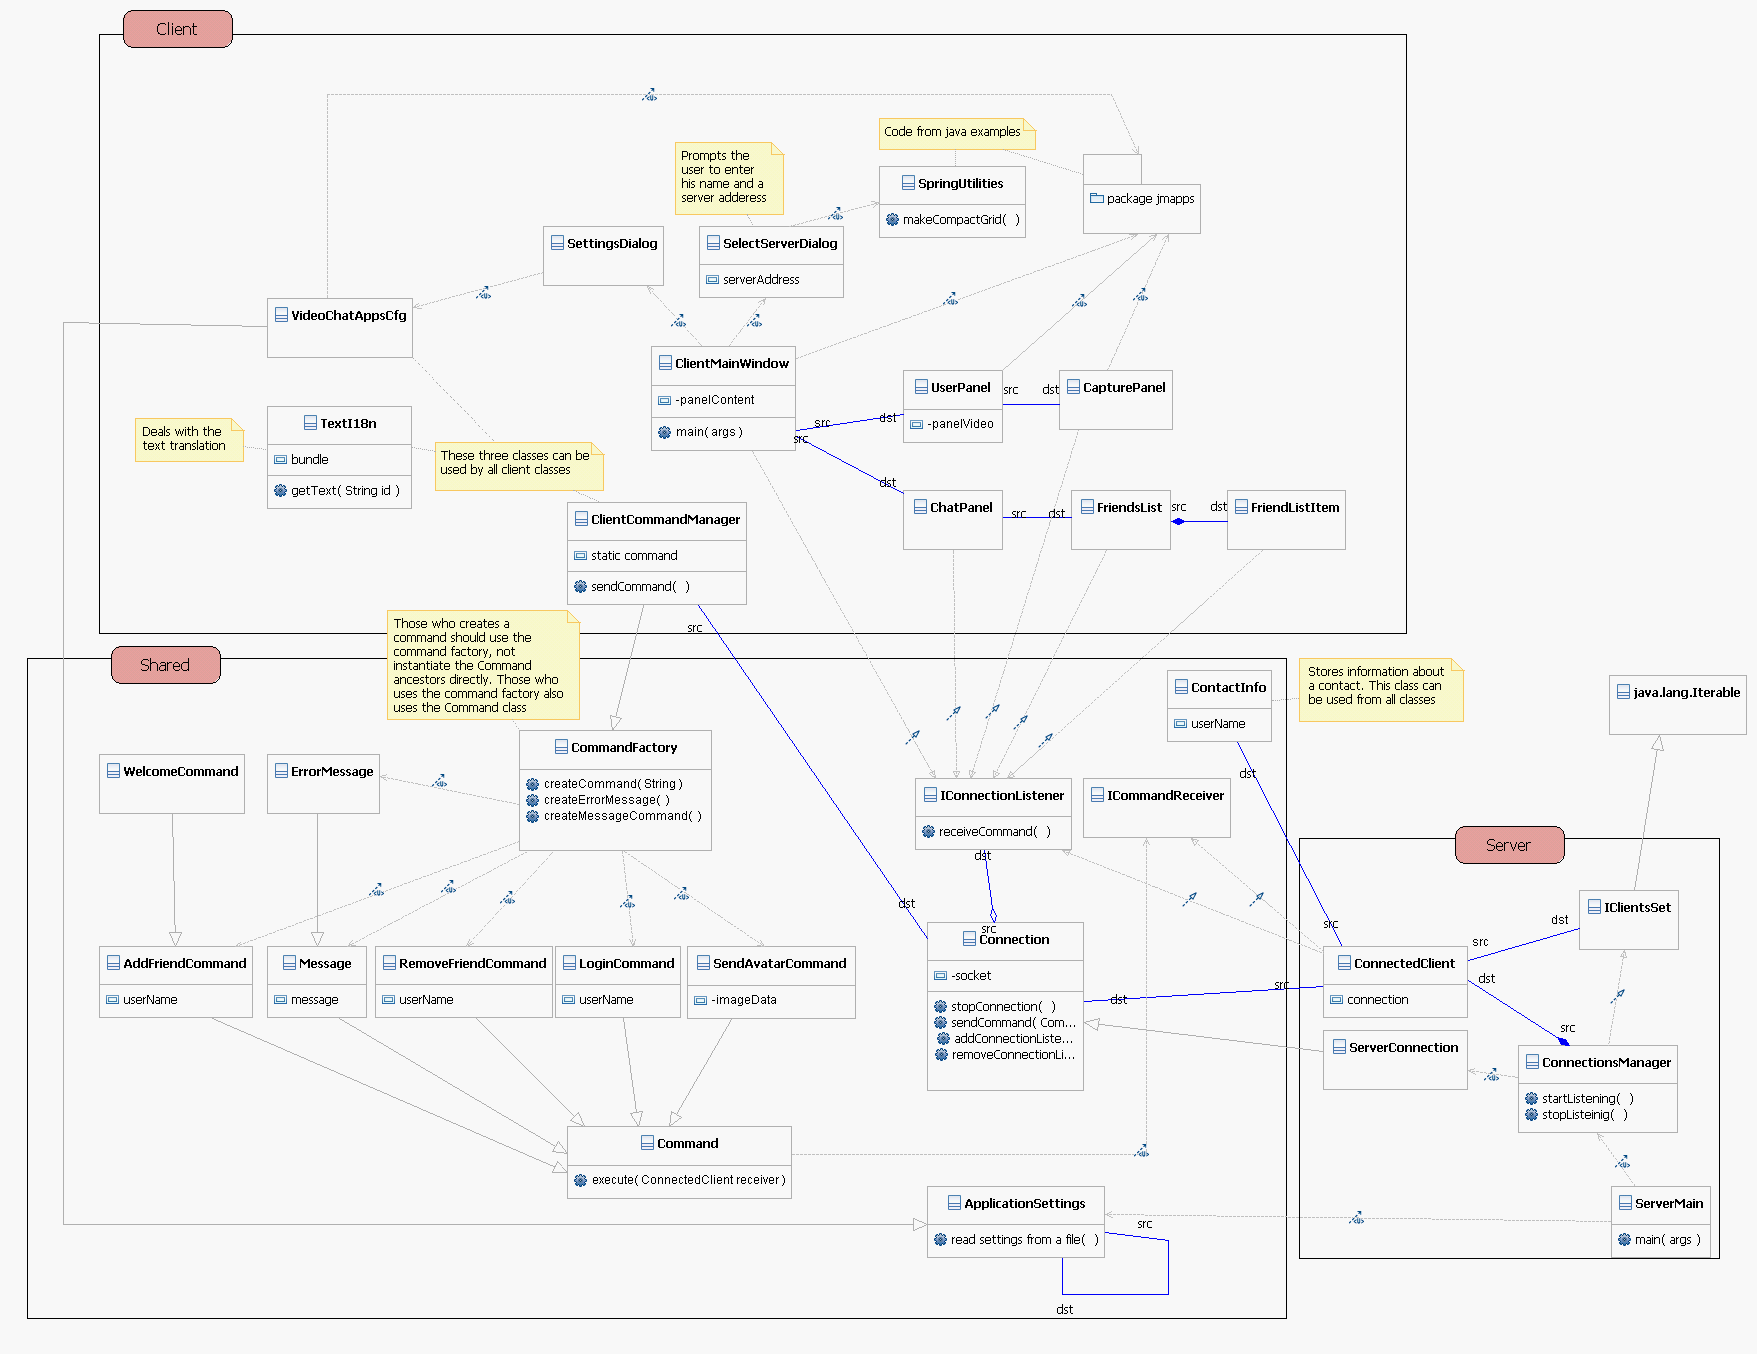 Client
Code from java examples
Prompts the
user to enter
his name and a
server adderess
SpringUtilities
makeCompactGrid( )
package jmapps
SettingsDialog
SelectServerDialog
serverAddress
VideoChatAppsCfg
ClientMainWindow
-panelContent
main( args )
UserPanel
-panelVideo
src
dst
CapturePanel
src
dst
src
dst
Deals with the
text translation
TextI18n
bundle
getText( String id )
These three classes can be
used by all client classes
ClientCommandManager
static command
sendCommand( )
ChatPanel
src
dst
FriendsList
src
dst
FriendListItem
src
Those who creates a
command should use the
command factory, not
instantiate the Command
ancestors directly. Those who
uses the command factory also
uses the Command class
Shared
ContactInfo
userName
Stores information about
a contact. This class can
be used from all classes
java.lang.Iterable
WelcomeCommand
ErrorMessage
CommandFactory
createCommand( String )
createErrorMessage( )
createMessageCommand( )
dst
IConnectionListener
receiveCommand( )
ICommandReceiver
dst
Server
dst
src
IClientsSet
src
dst
src
Connection
-socket
stopConnection( )
sendCommand( Com...
addConnectionListe...
removeConnectionLi...
AddFriendCommand
userName
Message
message
RemoveFriendCommand
userName
LoginCommand
userName
SendAvatarCommand
-imageData
ConnectedClient
connection
dst
src
dst
src
ServerConnection
ConnectionsManager
startListening( )
stopListeinig( )
Command
execute( ConnectedClient receiver )
ApplicationSettings
read settings from a file( )
src
dst
ServerMain
main( args )